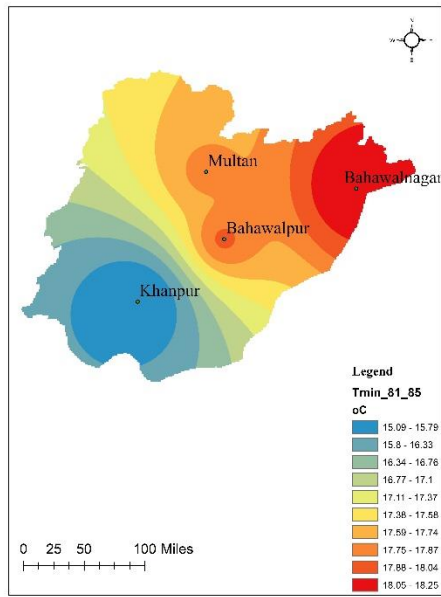 N
W
E
S
Multan
Bahawalnagar
Bahawalpur
Khanpur
Legend
Tmin_81_85
oC
15.09 - 15.79
15.8 - 16.33
16.34 - 16.76
16.77 - 17.1
17.11 - 17.37
17.38 - 17.58
17.59 - 17.74
17.75 - 17.87
17.88 - 18.04
18.05 - 18.25
0 25 50 100 Miles